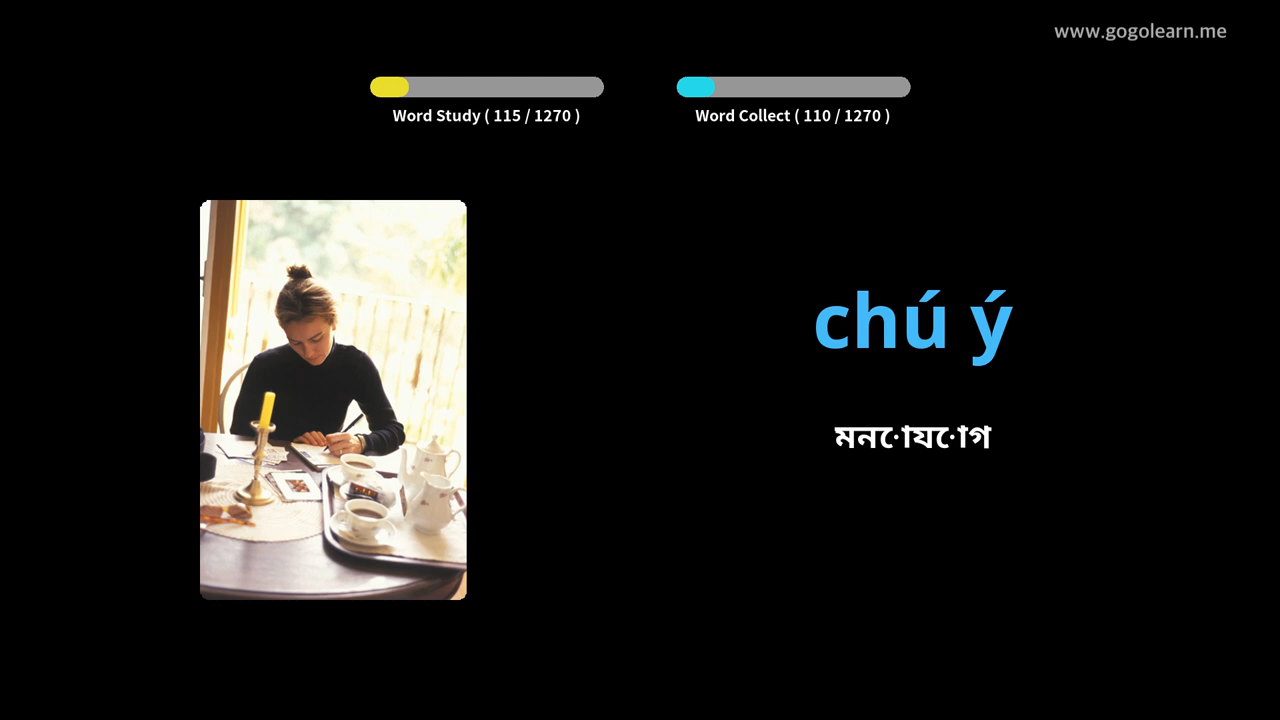 www.gogolearn.me
Word Study ( 115 / 1270 )
Word Collect ( 110 / 1270 )
chú ý
মনোযোগ